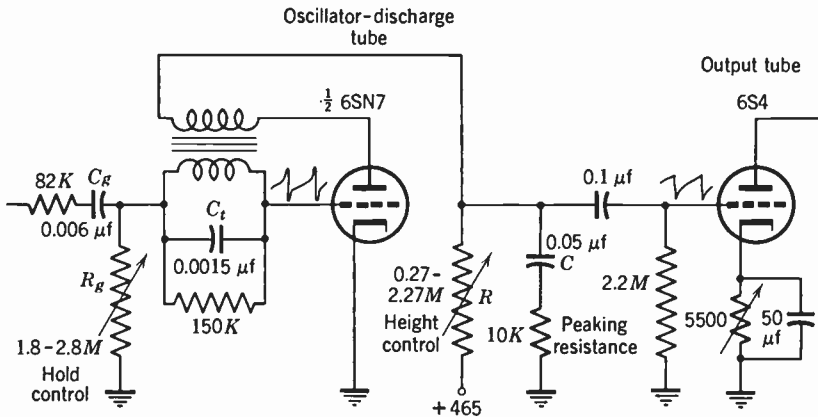 Oscillator-discharge
tube
½ 6SN7
Output tube
6S4
82K
Cg
0.006 µf
Ct
0.0015 µf
150K
Rg
1.8-2.8M
Hold
control
0.27-
2.27M
R
Height
control
+465
0.1 µf
0.05 µf
C
10K
Peaking
resistance
2.2M
5500
50
µf